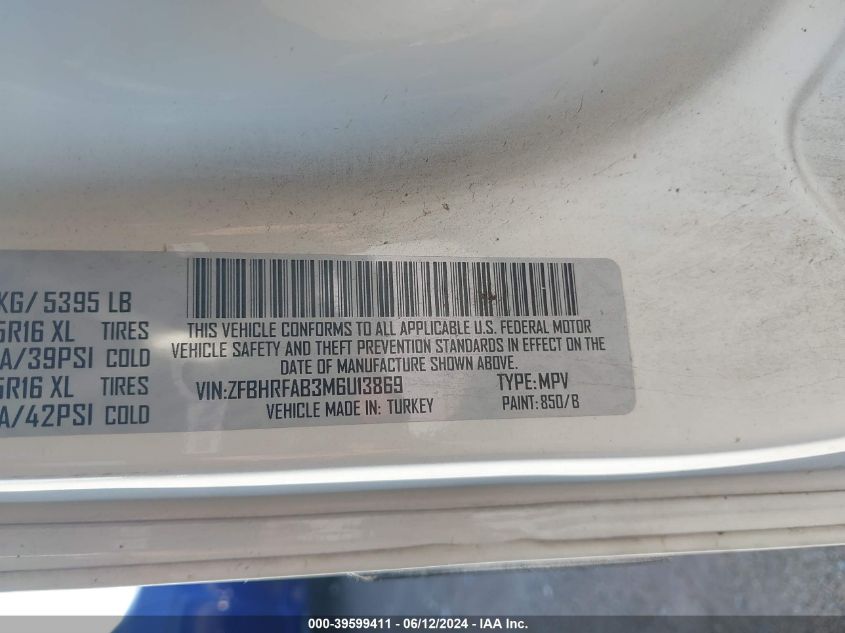 KG/ 5395 LB
5R16 XL TIRES
A/39PSI COLD
5R16 XL TIRES
A/42PSI COLD
THIS VEHICLE CONFORMS TO ALL APPLICABLE U.S. FEDERAL MOTOR
VEHICLE SAFETY AND THEFT PREVENTION STANDARDS IN EFFECT ON THE
DATE OF MANUFACTURE SHOWN ABOVE.
VIN:ZFBHRFAB3M6U13869 TYPE: MPV
VEHICLE MADE IN: TURKEY PAINT: 850/B
000-39599411 - 06/12/2024 - IAA Inc.